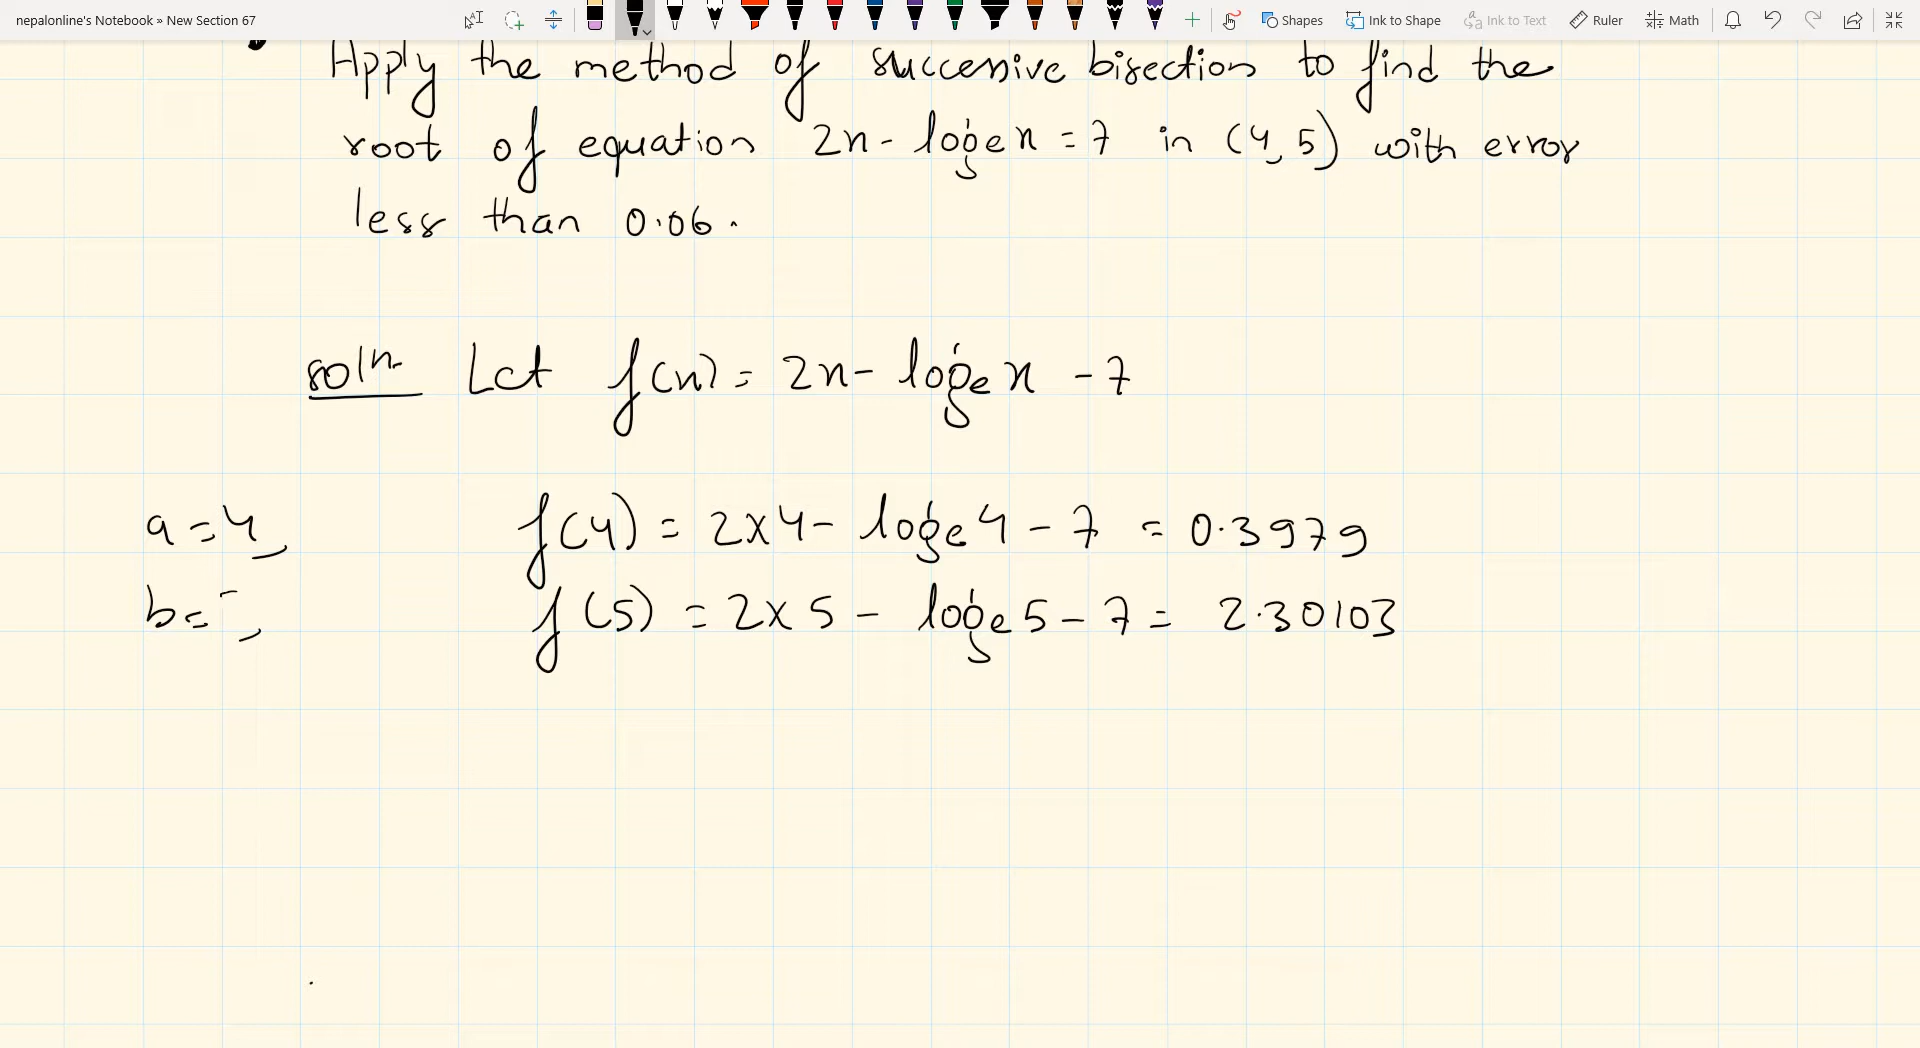 nepalonline's Notebook » New Section 67
Shapes Ink to Shape Ink to Text Ruler Math
Apply the method of successive bisection to find the
root of equation 2x - logex = 7 in (4, 5) with error
less than 0.06.
soln. Let f(x) = 2x - logex - 7
a = 4, f(4) = 2x4 - loge4 - 7 = 0.3979
b = f(5) = 2x5 - loge5 - 7 = 2.30103